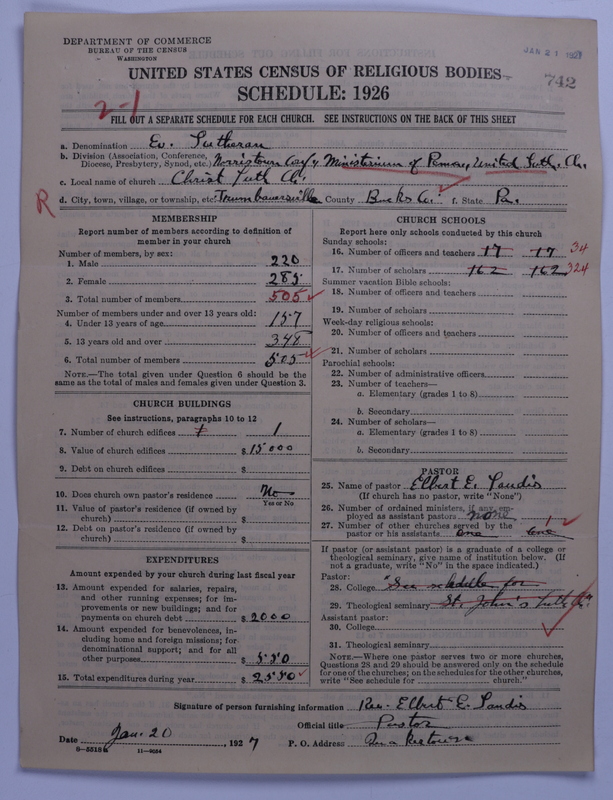 DEPARTMENT OF COMMERCE
BUREAU OF THE CENSUS
WASHINGTON
JAN 21 1927
742
UNITED STATES CENSUS OF RELIGIOUS BODIES
SCHEDULE: 1926
2-1
FILL OUT A SEPARATE SCHEDULE FOR EACH CHURCH. SEE INSTRUCTIONS ON THE BACK OF THIS SHEET
a. Denomination Ev. Lutheran
b. Division (Association, Conference, Diocese, Presbytery, Synod, etc.) Norristown Conf, Ministerium of Penna, United Luth. Ch.
c. Local name of church Christ Luth Ch.
R
d. City, town, village, or township, etc. Trumbauersville County Bucks Co. f. State Pa.
MEMBERSHIP
Report number of members according to definition of member in your church
Number of members, by sex:
1. Male 220
2. Female 285
3. Total number of members 505
Number of members under and over 13 years old:
4. Under 13 years of age 157
5. 13 years old and over 348
6. Total number of members 505
NOTE.—The total given under Question 6 should be the same as the total of males and females given under Question 3.
CHURCH BUILDINGS
See instructions, paragraphs 10 to 12
7. Number of church edifices 1 1
8. Value of church edifices $ 15000
9. Debt on church edifices $
10. Does church own pastor's residence No
Yes or No
11. Value of pastor's residence (if owned by church) $
12. Debt on pastor's residence (if owned by church) $
EXPENDITURES
Amount expended by your church during last fiscal year
13. Amount expended for salaries, repairs, and other running expenses; for improvements or new buildings; and for payments on church debt $ 2000
14. Amount expended for benevolences, including home and foreign missions; for denominational support; and for all other purposes $ 550
15. Total expenditures during year $ 2550
CHURCH SCHOOLS
Report here only schools conducted by this church
Sunday schools:
16. Number of officers and teachers 17 17 34
17. Number of scholars 162 162 324
Summer vacation Bible schools:
18. Number of officers and teachers
19. Number of scholars
Week-day religious schools:
20. Number of officers and teachers
21. Number of scholars
Parochial schools:
22. Number of administrative officers
23. Number of teachers—
a. Elementary (grades 1 to 8)
b. Secondary
24. Number of scholars—
a. Elementary (grades 1 to 8)
b. Secondary
PASTOR
25. Name of pastor Elbert E. Landis
(If church has no pastor, write "None")
26. Number of ordained ministers, if any, employed as assistant pastors none
27. Number of other churches served by the pastor or his assistants one one 1
If pastor (or assistant pastor) is a graduate of a college or theological seminary, give name of institution below. (If not a graduate, write "No" in the space indicated.)
Pastor:
28. College "See schedule for
29. Theological seminary St. John's Luth Ch."
Assistant pastor:
30. College
31. Theological seminary
NOTE.—Where one pastor serves two or more churches, Questions 28 and 29 should be answered only on the schedule for one of the churches; on the schedules for the other churches, write "See schedule for church."
Signature of person furnishing information Rev. Elbert E. Landis
Official title Pastor
Date Jan. 20, 1927 P. O. Address
8—5518
11—8054